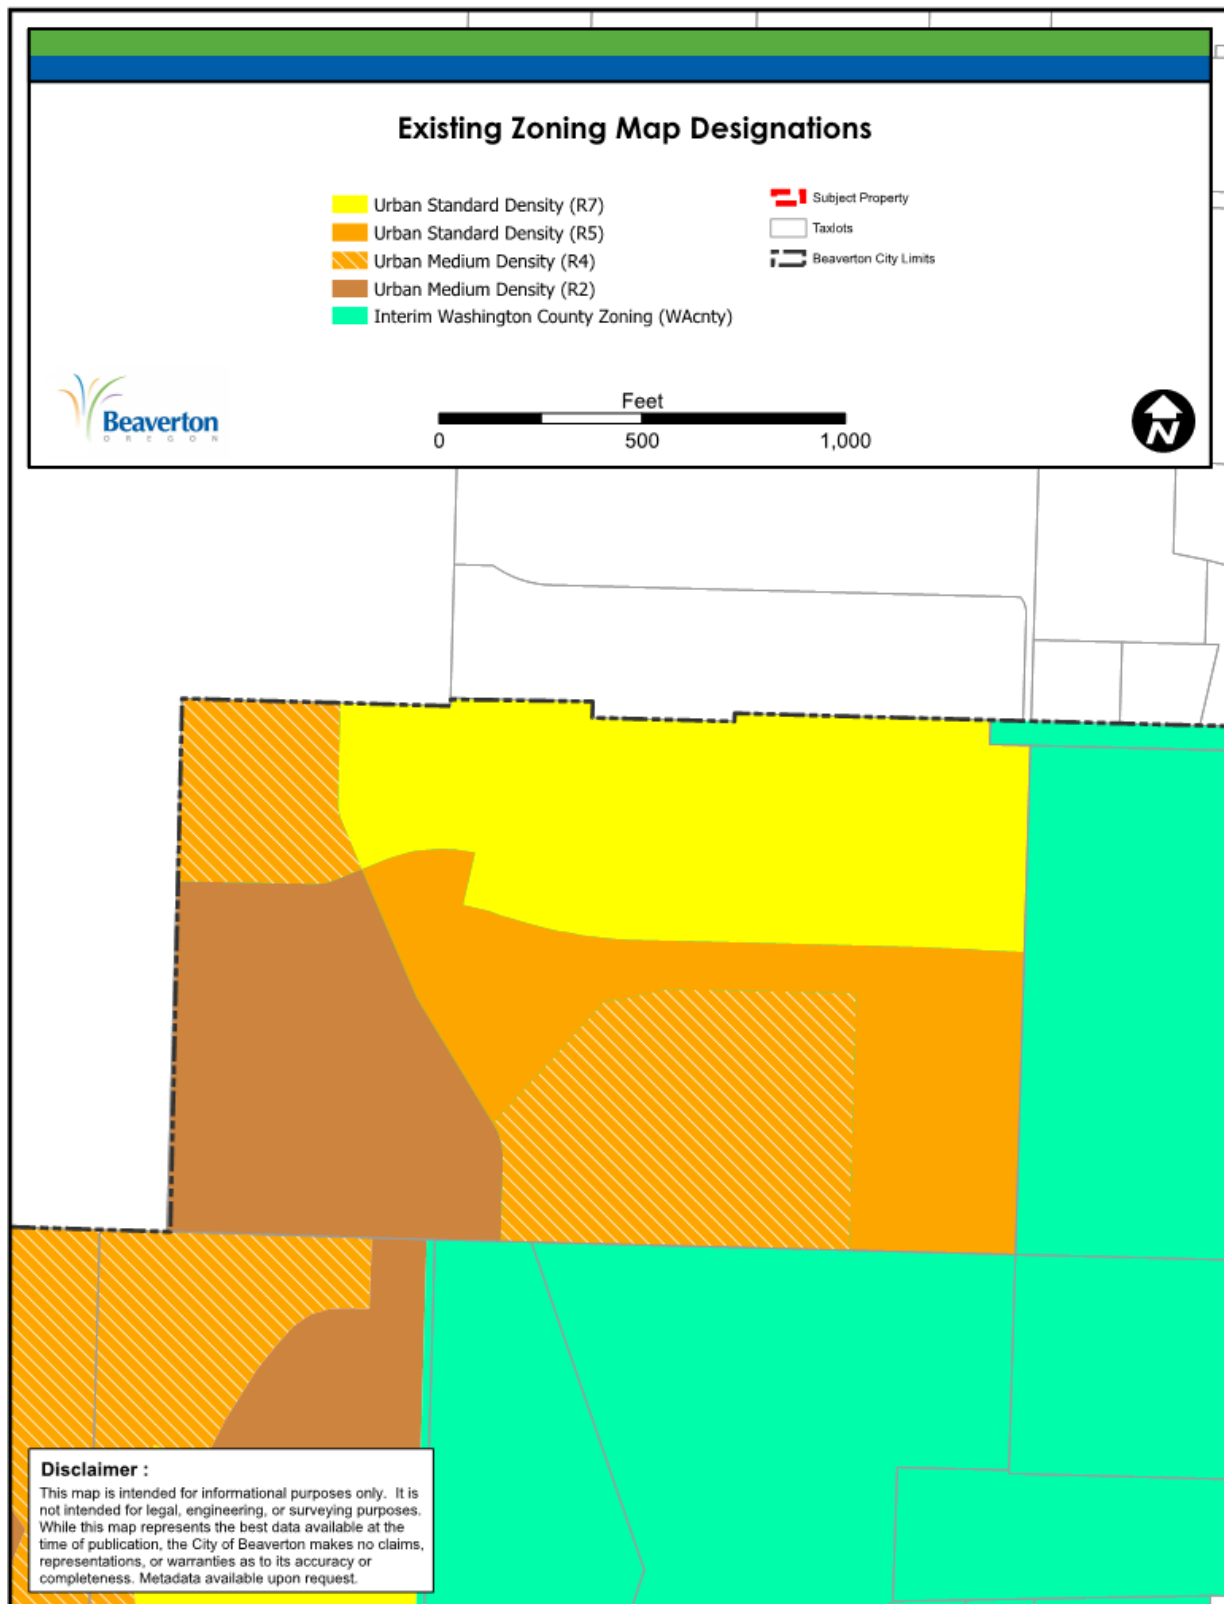 Existing Zoning Map Designations
Urban Standard Density (R7)
Urban Standard Density (R5)
Urban Medium Density (R4)
Urban Medium Density (R2)
Interim Washington County Zoning (WAcnty)
Subject Property
Taxlots
Beaverton City Limits
Beaverton
OREGON
Feet
0 500 1,000
N
Disclaimer :
This map is intended for informational purposes only. It is
not intended for legal, engineering, or surveying purposes.
While this map represents the best data available at the
time of publication, the City of Beaverton makes no claims,
representations, or warranties as to its accuracy or
completeness. Metadata available upon request.